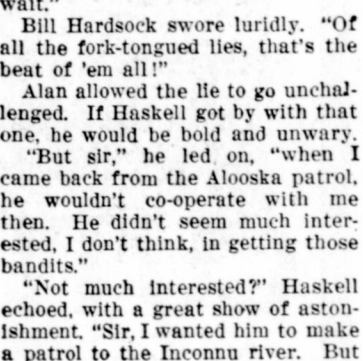 wait."
Bill Hardsock swore luridly. "Of
all the fork-tongued lies, that's the
beat of 'em all!"
Alan allowed the lie to go unchal-
lenged. If Haskell got by with that
one, he would be bold and unwary.
"But sir," he led on, "when I
came back from the Alooska patrol,
he wouldn't co-operate with me
then. He didn't seem much inter-
ested, I don't think, in getting those
bandits."
"Not much interested?" Haskell
echoed, with a great show of aston-
ishment. "Sir, I wanted him to make
a patrol to the Inconnu river. But